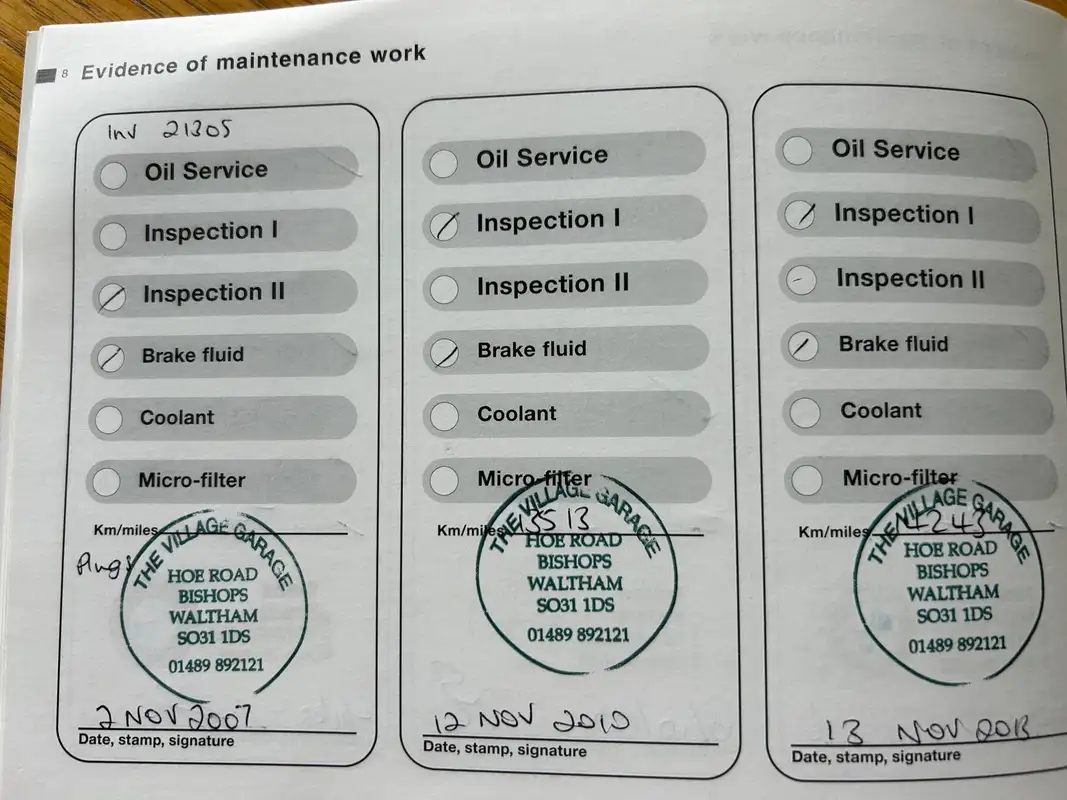 8 Evidence of maintenance work
Inv 21305
Oil Service
Inspection I
Inspection II
Brake fluid
Coolant
Micro-filter
Km/miles
Plugs
THE VILLAGE GARAGE
HOE ROAD
BISHOPS
WALTHAM
SO31 1DS
01489 892121
2 NOV 2007
Date, stamp, signature
Oil Service
Inspection I
Inspection II
Brake fluid
Coolant
Micro-filter
Km/miles 13513
THE VILLAGE GARAGE
HOE ROAD
BISHOPS
WALTHAM
SO31 1DS
01489 892121
12 NOV 2010
Date, stamp, signature
Oil Service
Inspection I
Inspection II
Brake fluid
Coolant
Micro-filter
Km/miles 14243
THE VILLAGE GARAGE
HOE ROAD
BISHOPS
WALTHAM
SO31 1DS
01489 892121
13 NOV 2013
Date, stamp, signature